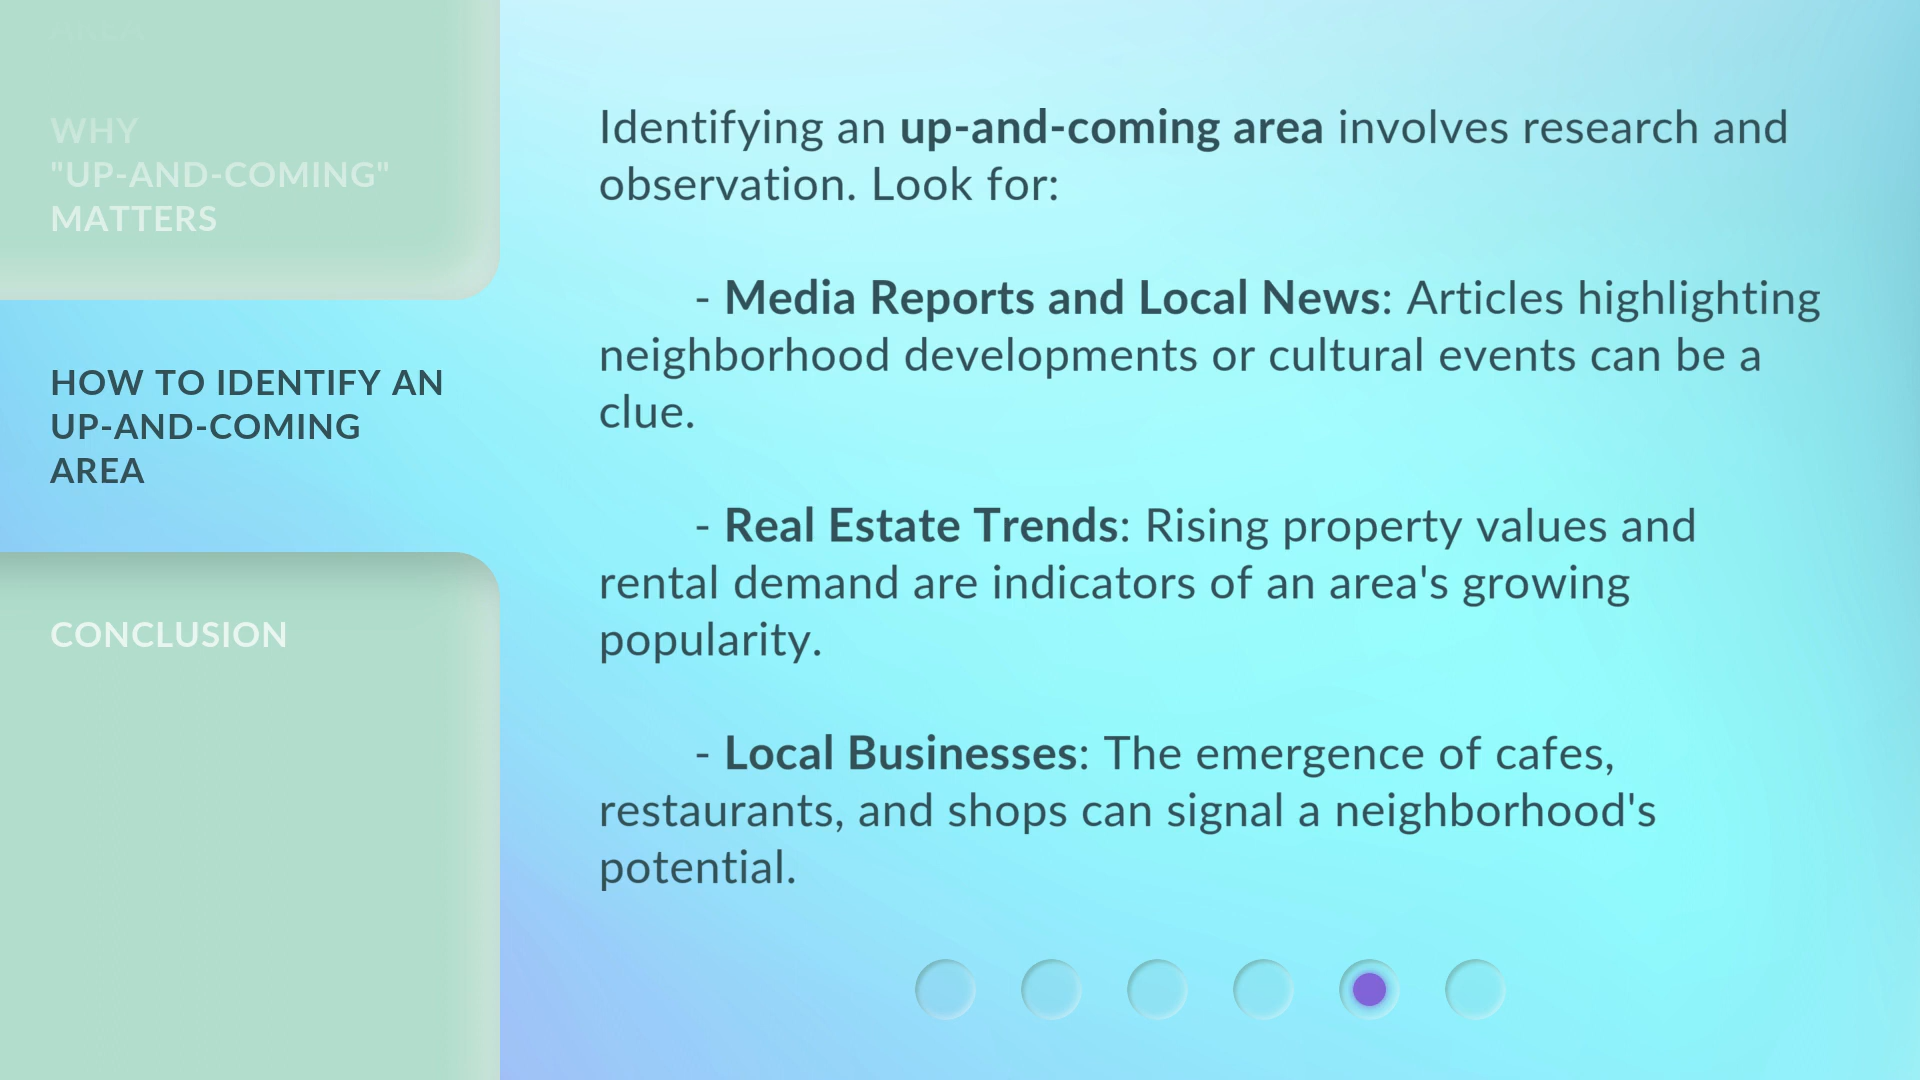 AREA
WHY
"UP-AND-COMING"
MATTERS
HOW TO IDENTIFY AN
UP-AND-COMING
AREA
CONCLUSION
Identifying an up-and-coming area involves research and
observation. Look for:
- Media Reports and Local News: Articles highlighting
neighborhood developments or cultural events can be a
clue.
- Real Estate Trends: Rising property values and
rental demand are indicators of an area's growing
popularity.
- Local Businesses: The emergence of cafes,
restaurants, and shops can signal a neighborhood's
potential.